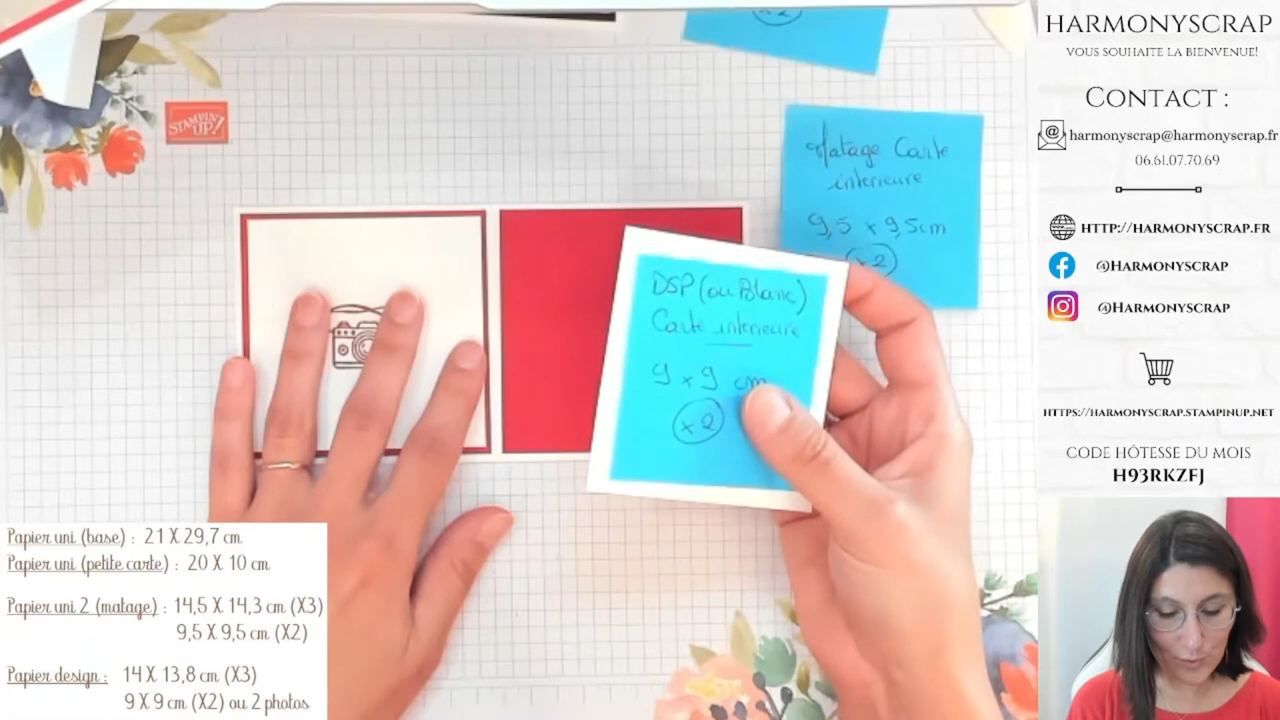 x2
STAMPIN' UP!
Matage Carte
intérieure
9,5 x 9,5cm
x2
DSP (ou Blanc)
Carte intérieure
9 x 9 cm
x2
Papier uni (base) : 21 X 29,7 cm
Papier uni (petite carte) : 20 X 10 cm
Papier uni 2 (matage) : 14,5 X 14,3 cm (X3)
9,5 X 9,5 cm (X2)
Papier design : 14 X 13,8 cm (X3)
9 X 9 cm (X2) ou 2 photos
HARMONYSCRAP
VOUS SOUHAITE LA BIENVENUE!
CONTACT :
harmonyscrap@harmonyscrap.fr
06.61.07.70.69
HTTP://HARMONYSCRAP.FR
@HARMONYSCRAP
@HARMONYSCRAP
HTTPS://HARMONYSCRAP.STAMPINUP.NET
CODE HÔTESSE DU MOIS
H93RKZFJ